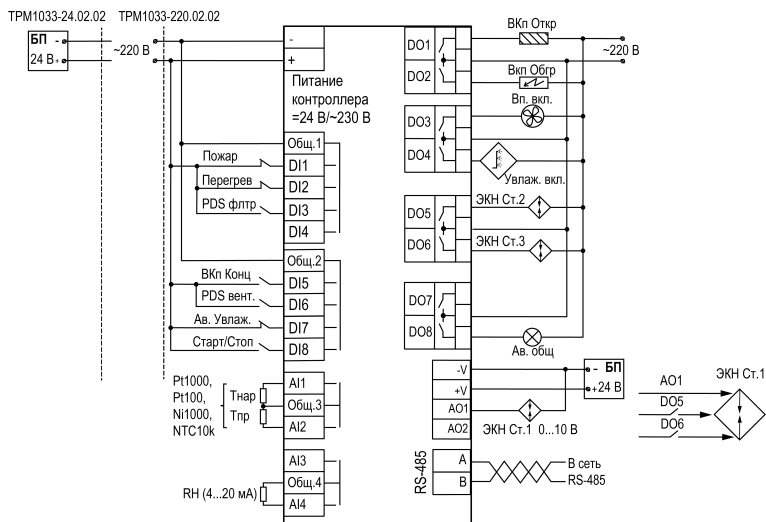 ТРМ1033-24.02.02 ТРМ1033-220.02.02
БП -
24 В +
~220 В
-
+
Питание
контроллера
=24 В/~230 В
Общ.1
Пожар DI1
Перегрев DI2
PDS флтр DI3
DI4
Общ.2
ВКп Конц DI5
PDS вент. DI6
Ав. Увлаж. DI7
Старт/Стоп DI8
Pt1000,
Pt100,
Ni1000,
NTC10k
Тнар
Тпр
AI1
Общ.3
AI2
AI3
Общ.4
AI4
RH (4...20 мА)
DO1
DO2
DO3
DO4
DO5
DO6
DO7
DO8
ВКп Откр
~220 В
Вкп Обгр
Вп. вкл.
Увлаж. вкл.
ЭКН Ст.2
ЭКН Ст.3
Ав. общ
-V
+V
AO1
AO2
- БП
+24 В
ЭКН Ст.1 0...10 В
RS-485
A
B
В сеть
RS-485
ЭКН Ст.1
AO1
DO5
DO6